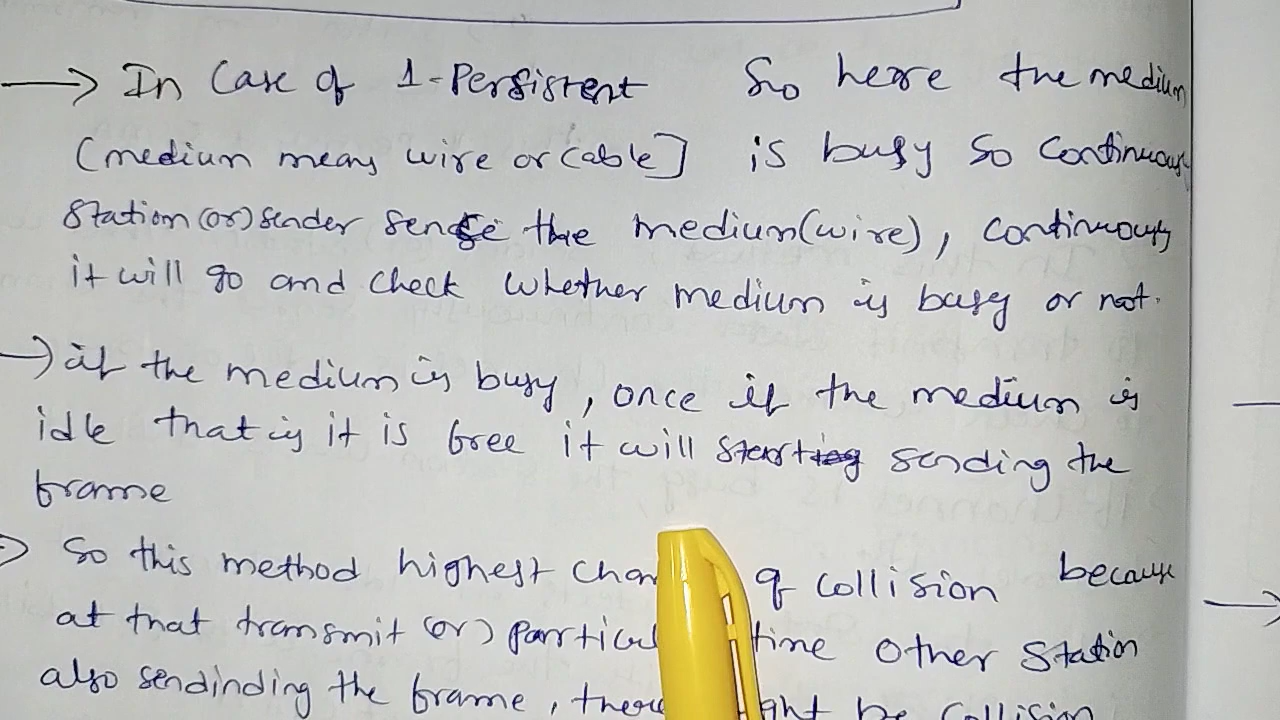 → In case of 1-Persistent So here the medium
(medium means wire or cable] is busy so continuous
station (or) sender sense the medium(wire), continuously
it will go and check whether medium is busy or not.
→ if the medium is busy, once if the medium is
idle that is it is free it will start sending the
frame
→ So this method highest of collision because
at that transmit (or) time other station
also sendinding the frame, be collision